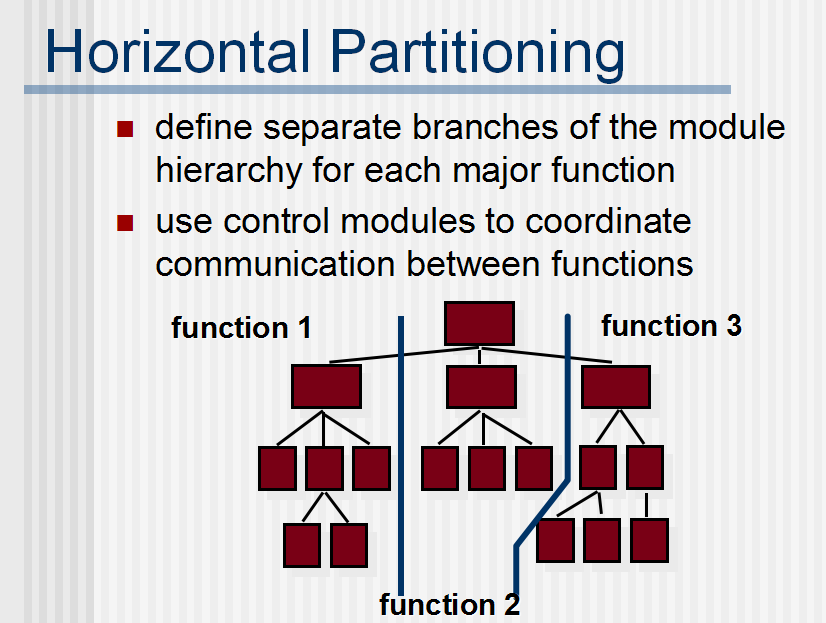 Horizontal Partitioning
define separate branches of the module
hierarchy for each major function
use control modules to coordinate
communication between functions
function 1
function 3
function 2